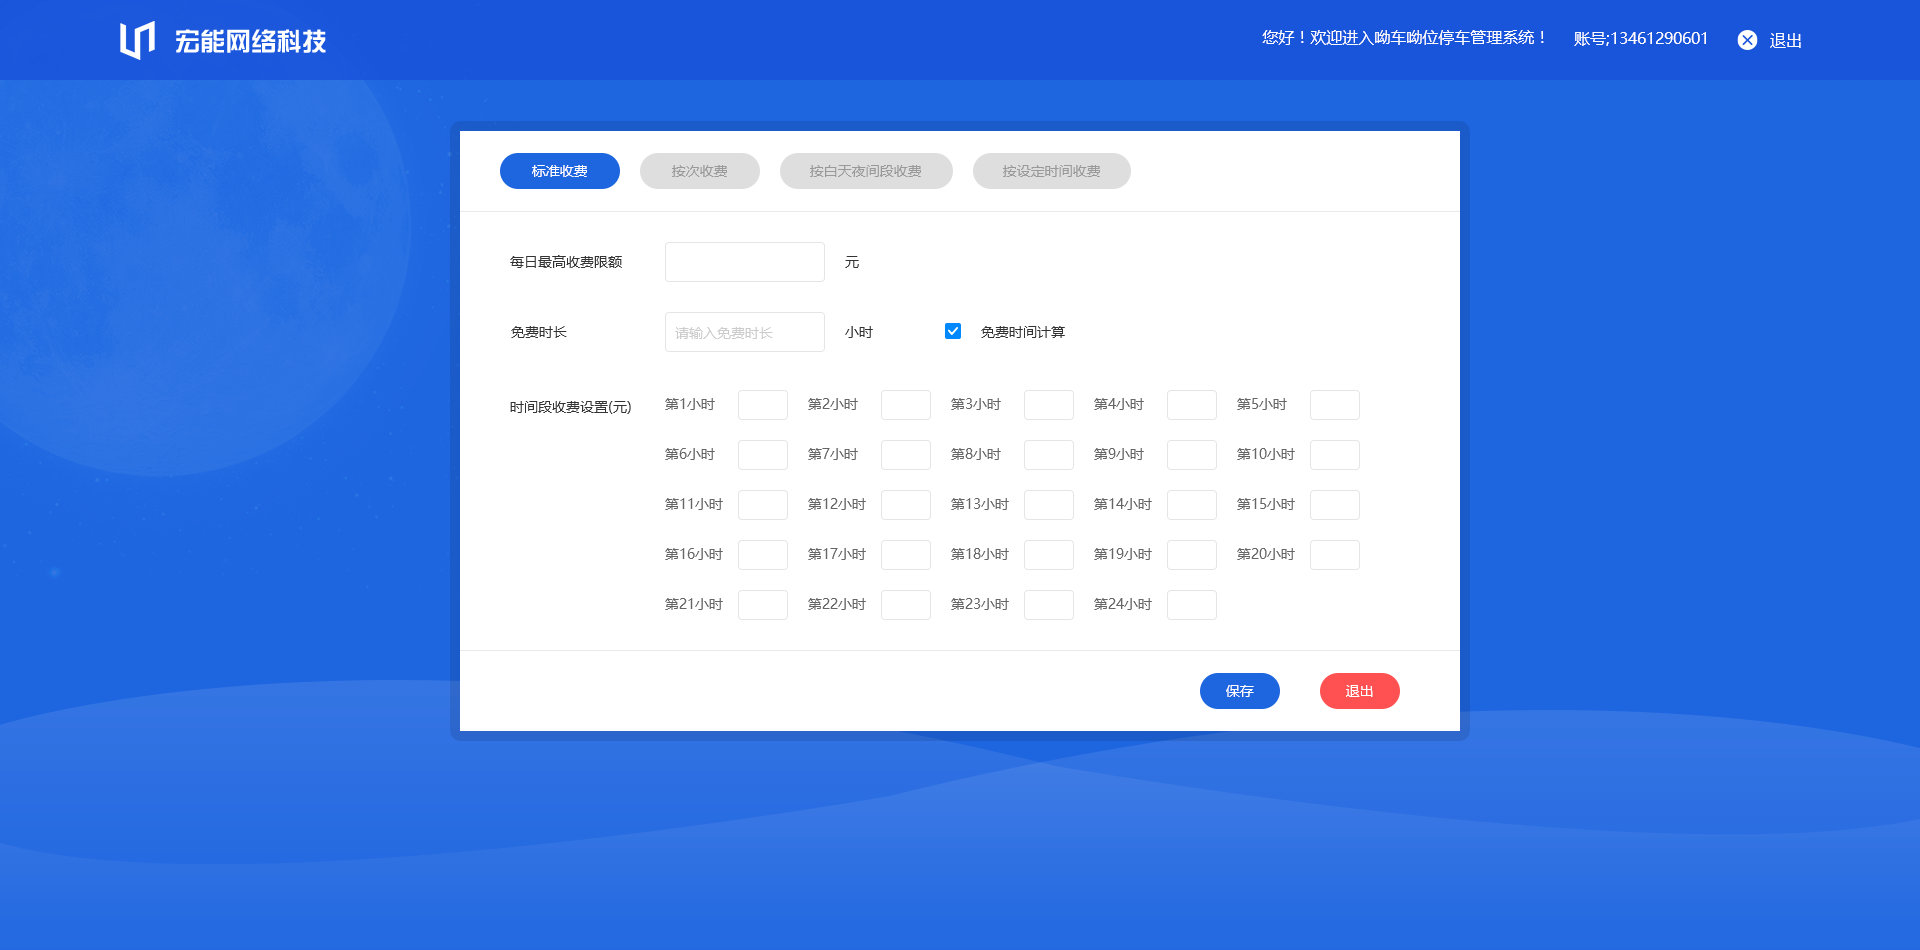 宏能网络科技
您好！欢迎进入呦车呦位停车管理系统！ 账号;13461290601 退出
标准收费 按次收费 按白天夜间段收费 按设定时间收费
每日最高收费限额 元
免费时长 请输入免费时长 小时 免费时间计算
时间段收费设置(元) 第1小时 第2小时 第3小时 第4小时 第5小时
第6小时 第7小时 第8小时 第9小时 第10小时
第11小时 第12小时 第13小时 第14小时 第15小时
第16小时 第17小时 第18小时 第19小时 第20小时
第21小时 第22小时 第23小时 第24小时
保存 退出